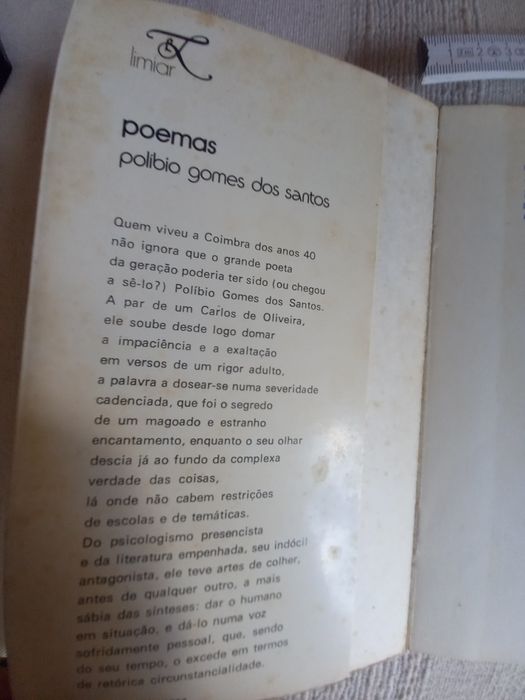 limiar
poemas
políbio gomes dos santos
Quem viveu a Coimbra dos anos 40
não ignora que o grande poeta
da geração poderia ter sido (ou chegou
a sê-lo?) Políbio Gomes dos Santos.
A par de um Carlos de Oliveira,
ele soube desde logo domar
a impaciência e a exaltação
em versos de um rigor adulto,
a palavra a dosear-se numa severidade
cadenciada, que foi o segredo
de um magoado e estranho
encantamento, enquanto o seu olhar
descia já ao fundo da complexa
verdade das coisas,
lá onde não cabem restrições
de escolas e de temáticas.
Do psicologismo presencista
e da literatura empenhada, seu indócil
antagonista, ele teve artes de colher,
antes de qualquer outro, a mais
sábia das sínteses: dar o humano
em situação, e dá-lo numa voz
sofridamente pessoal, que, sendo
do seu tempo, o excede em termos
de retórica circunstancialidade.
1 2 3